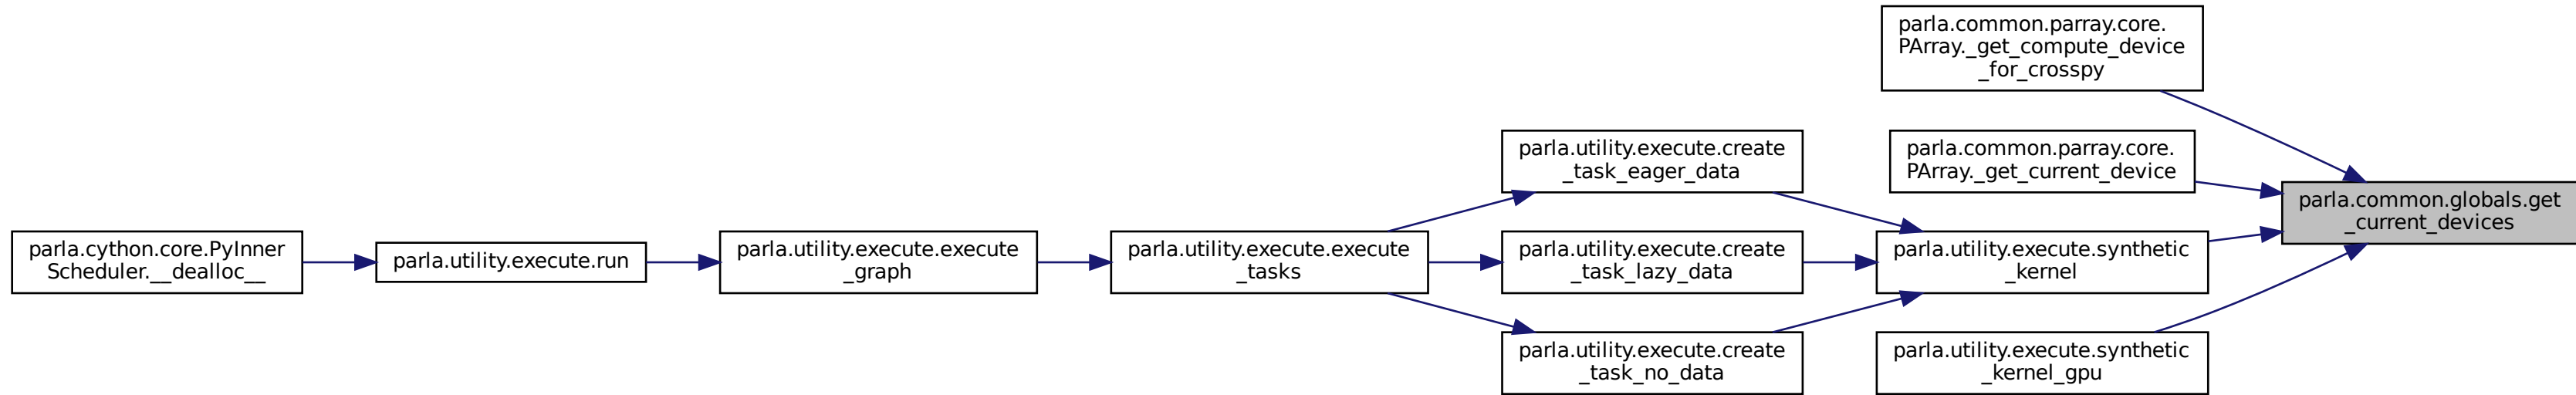 parla.common.parray.core.
PArray._get_compute_device
_for_crosspy
parla.utility.execute.create
_task_eager_data
parla.common.parray.core.
PArray._get_current_device
parla.common.globals.get
_current_devices
parla.cython.core.PyInner
Scheduler.__dealloc__
parla.utility.execute.run
parla.utility.execute.execute
_graph
parla.utility.execute.execute
_tasks
parla.utility.execute.create
_task_lazy_data
parla.utility.execute.synthetic
_kernel
parla.utility.execute.create
_task_no_data
parla.utility.execute.synthetic
_kernel_gpu